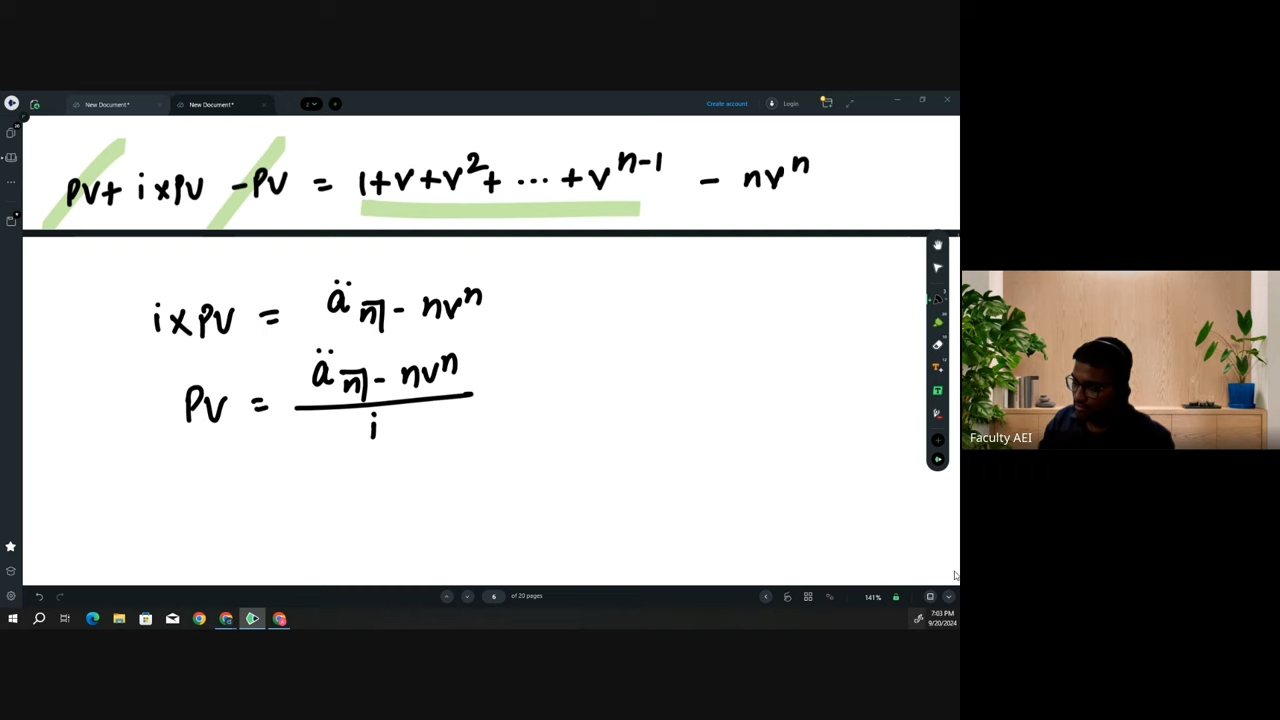 New Document*
New Document*
2
Create account
Login
PV + i x PV - PV = 1 + v + v² + ... + vⁿ⁻¹ - nvⁿ
i x PV = ä n̅| - nvⁿ
PV = ä n̅| - nvⁿ
i
Faculty AEI
6 of 20 pages
141%
7:03 PM
9/20/2024